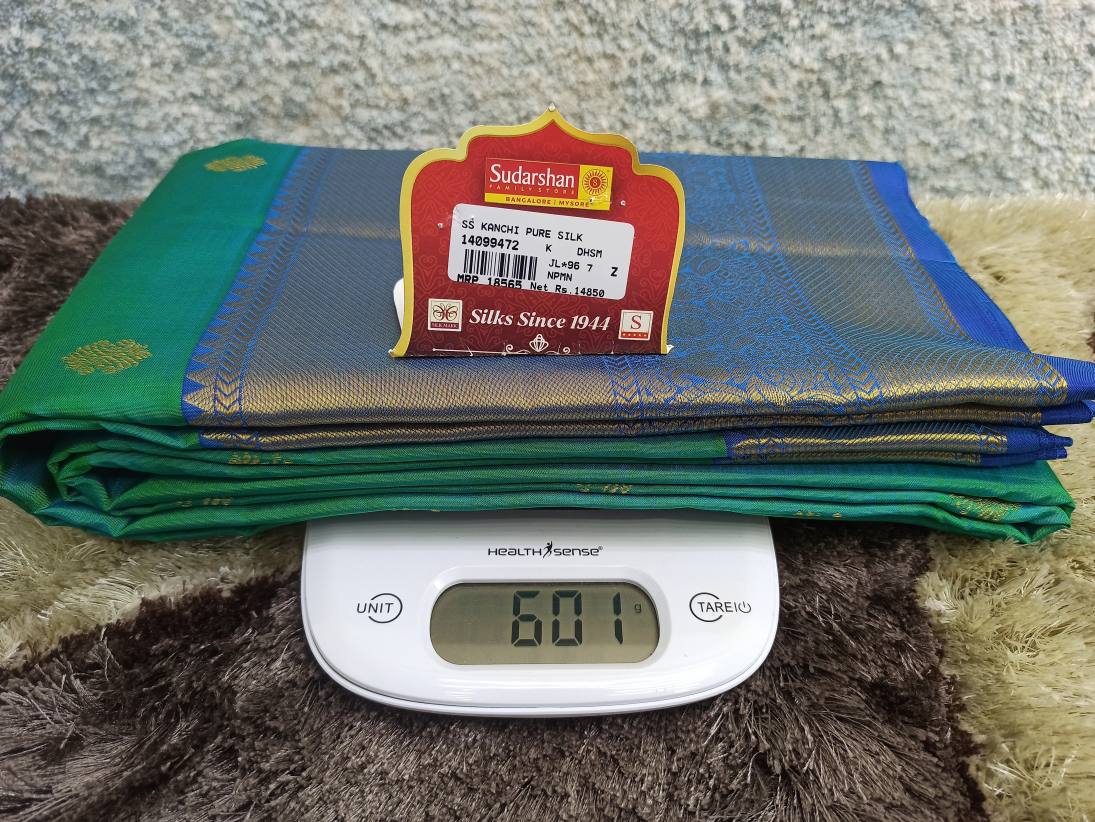 Sudarshan
FAMILY STORE
BANGALORE | MYSORE
SS KANCHI PURE SILK
14099472 K DHSM
JL*96 7 Z
NPMN
MRP 18565 Net Rs.14850
SILK MARK
Silks Since 1944
S
HEALTH SENSE®
UNIT
601 g
TARE